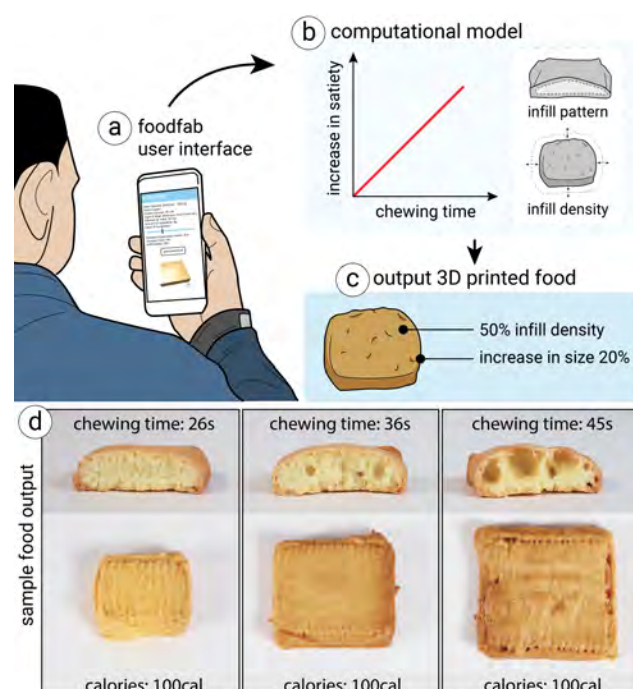 a
foodfab
user interface
b
computational model
increase in satiety
chewing time
infill pattern
infill density
c
output 3D printed food
50% infill density
increase in size 20%
d
sample food output
chewing time: 26s
chewing time: 36s
chewing time: 45s
calories: 100cal
calories: 100cal
calories: 100cal